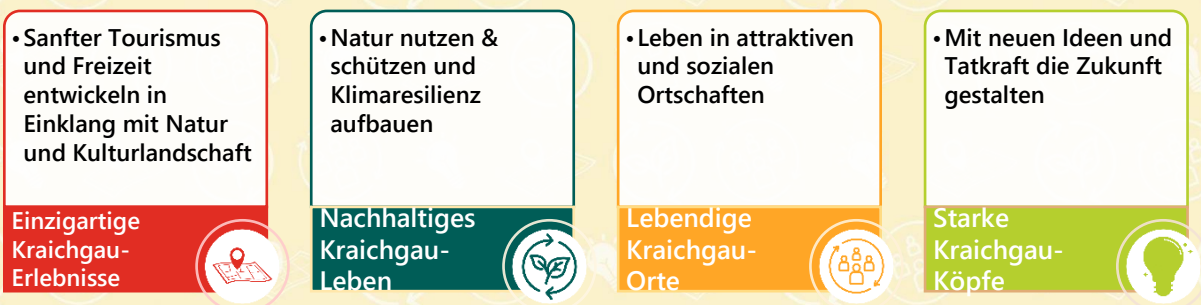 • Sanfter Tourismus
und Freizeit
entwickeln in
Einklang mit Natur
und Kulturlandschaft
Einzigartige
Kraichgau-
Erlebnisse
• Natur nutzen &
schützen und
Klimaresilienz
aufbauen
Nachhaltiges
Kraichgau-
Leben
• Leben in attraktiven
und sozialen
Ortschaften
Lebendige
Kraichgau-
Orte
• Mit neuen Ideen und
Tatkraft die Zukunft
gestalten
Starke
Kraichgau-
Köpfe